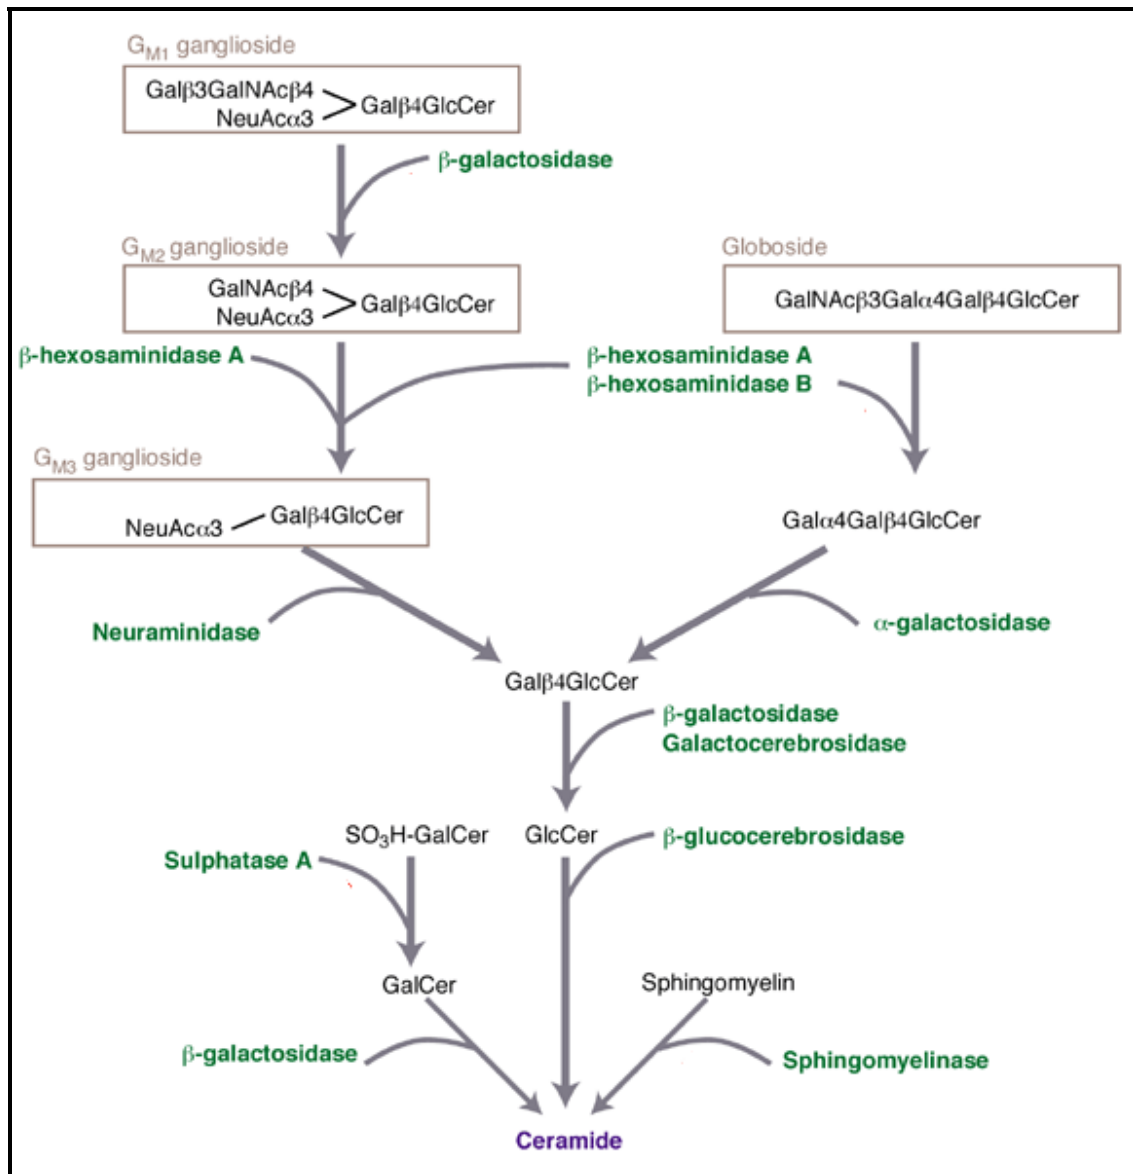 GM1 ganglioside
Galβ3GalNAcβ4
NeuAcα3
Galβ4GlcCer
β-galactosidase
GM2 ganglioside
GalNAcβ4
NeuAcα3
Galβ4GlcCer
Globoside
GalNAcβ3Galα4Galβ4GlcCer
β-hexosaminidase A
β-hexosaminidase A
β-hexosaminidase B
GM3 ganglioside
NeuAcα3
Galβ4GlcCer
Galα4Galβ4GlcCer
Neuraminidase
α-galactosidase
Galβ4GlcCer
β-galactosidase
Galactocerebrosidase
SO3H-GalCer
GlcCer
β-glucocerebrosidase
Sulphatase A
GalCer
Sphingomyelin
β-galactosidase
Sphingomyelinase
Ceramide